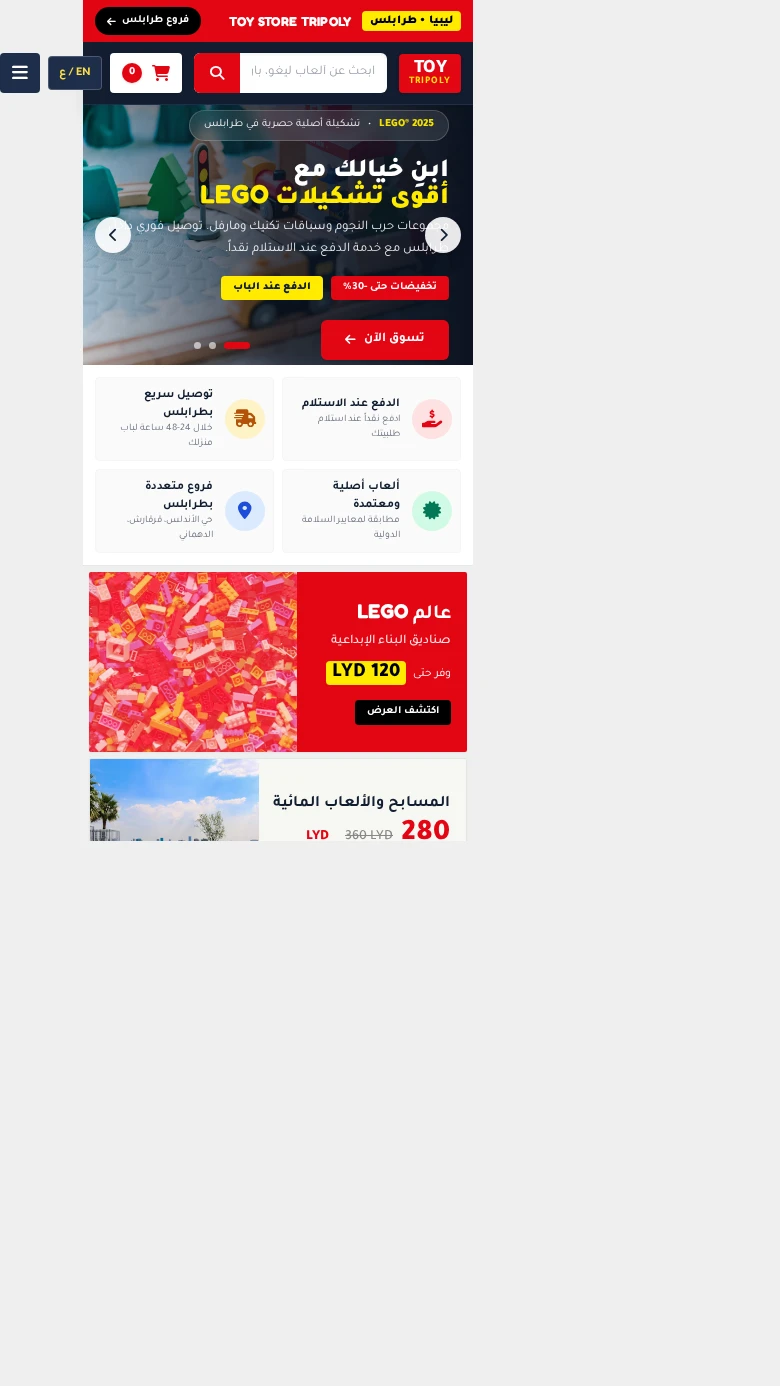 ليبيا • طرابلس
TOY STORE TRIPOLY
فروع طرابلس
TOY
TRIPOLY
ابحث عن ألعاب ليغو، بار
0
EN / ع
LEGO® 2025 · تشكيلة أصلية حصرية في طرابلس
ابنِ خيالك مع
أقوى تشكيلات LEGO
مجموعات حرب النجوم وسباقات تكنيك ومارفل. توصيل فوري داخل
طرابلس مع خدمة الدفع عند الاستلام نقداً.
تخفيضات حتى -30%
الدفع عند الباب
تسوق الآن
الدفع عند الاستلام
ادفع نقداً عند استلام
طلبيتك
توصيل سريع
بطرابلس
خلال 24-48 ساعة لباب
منزلك
ألعاب أصلية
ومعتمدة
مطابقة لمعايير السلامة
الدولية
فروع متعددة
بطرابلس
حي الأندلس، قرقارش،
الدهماني
عالم LEGO
صناديق البناء الإبداعية
وفر حتى 120 LYD
اكتشف العرض
المسابح والألعاب المائية
280 360 LYD LYD